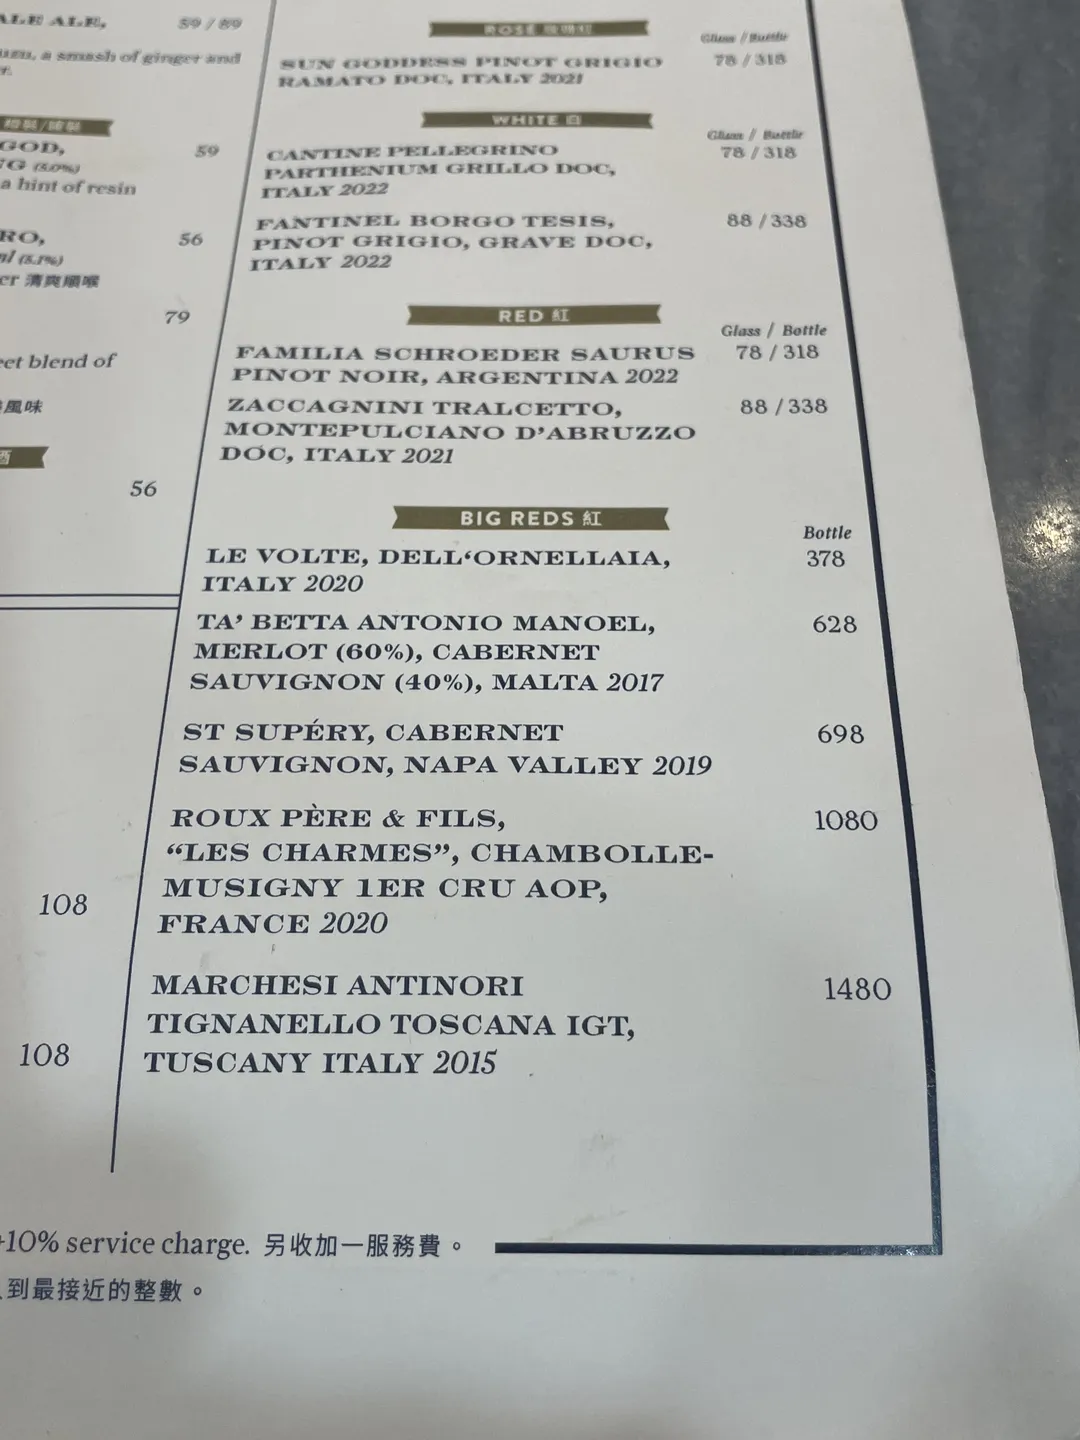 ALE ALE,
59 / 89
a smash of ginger and
GOD,
59
(5.0%)
a hint of resin
RO,
56
(5.1%)
清爽順喉
79
eet blend of
風味
酒
56
108
108
ROSÉ
Glass / Bottle
SUN GODDESS PINOT GRIGIO
78 / 318
RAMATO DOC, ITALY 2021
WHITE 白
Glass / Bottle
CANTINE PELLEGRINO
78 / 318
PARTHENIUM GRILLO DOC,
ITALY 2022
FANTINEL BORGO TESIS,
88 / 338
PINOT GRIGIO, GRAVE DOC,
ITALY 2022
RED 紅
Glass / Bottle
FAMILIA SCHROEDER SAURUS
78 / 318
PINOT NOIR, ARGENTINA 2022
ZACCAGNINI TRALCETTO,
88 / 338
MONTEPULCIANO D’ABRUZZO
DOC, ITALY 2021
BIG REDS 紅
Bottle
LE VOLTE, DELL‘ORNELLAIA,
378
ITALY 2020
TA’ BETTA ANTONIO MANOEL,
628
MERLOT (60%), CABERNET
SAUVIGNON (40%), MALTA 2017
ST SUPÉRY, CABERNET
698
SAUVIGNON, NAPA VALLEY 2019
ROUX PÈRE & FILS,
1080
“LES CHARMES”, CHAMBOLLE-
MUSIGNY 1ER CRU AOP,
FRANCE 2020
MARCHESI ANTINORI
1480
TIGNANELLO TOSCANA IGT,
TUSCANY ITALY 2015
+10% service charge. 另收加一服務費。
到最接近的整數。